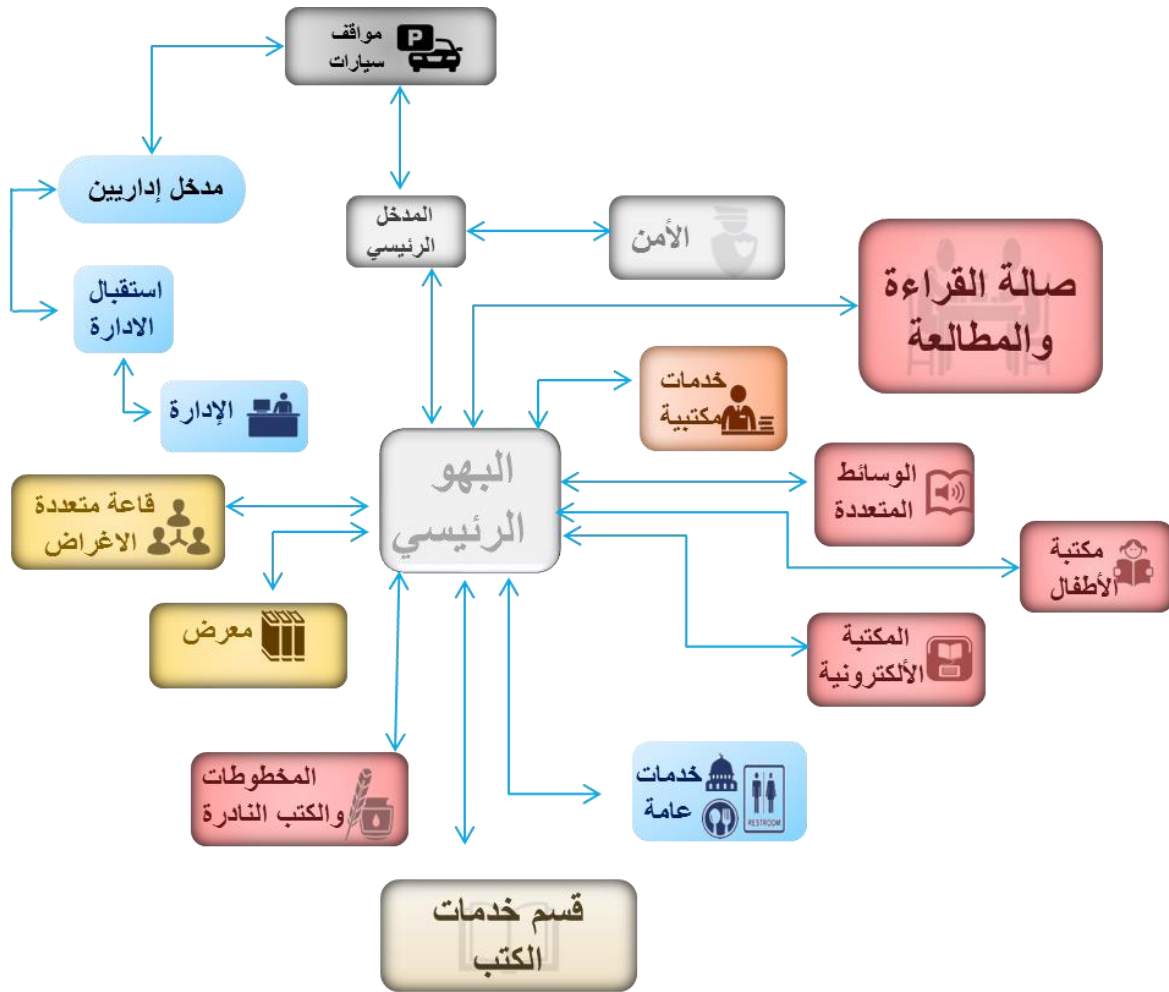 مواقف
سيارات
مدخل إداريين
المدخل
الرئيسي
الأمن
صالة القراءة
والمطالعة
استقبال
الادارة
خدمات
مكتبية
الإدارة
البهو
الرئيسي
الوسائط
المتعددة
قاعة متعددة
الاغراض
مكتبة
الأطفال
معرض
المكتبة
الألكترونية
المخطوطات
والكتب النادرة
خدمات
عامة
RESTROOM
قسم خدمات
الكتب